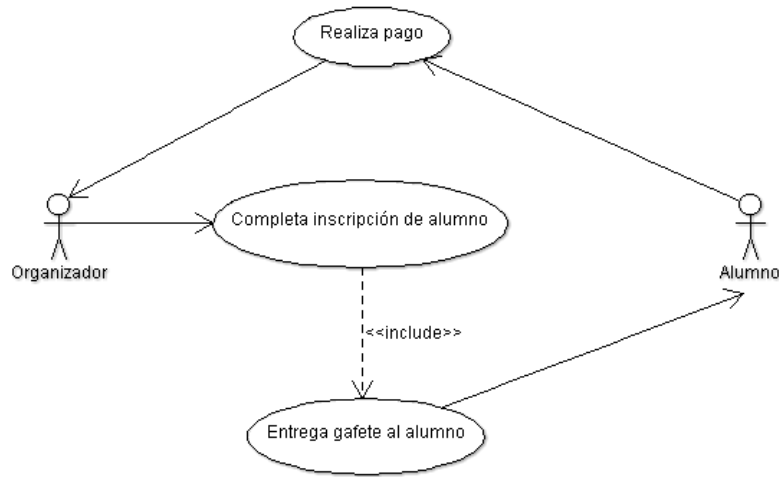 Realiza pago
Completa inscripción de alumno
Organizador
Alumno
<<include>>
Entrega gafete al alumno